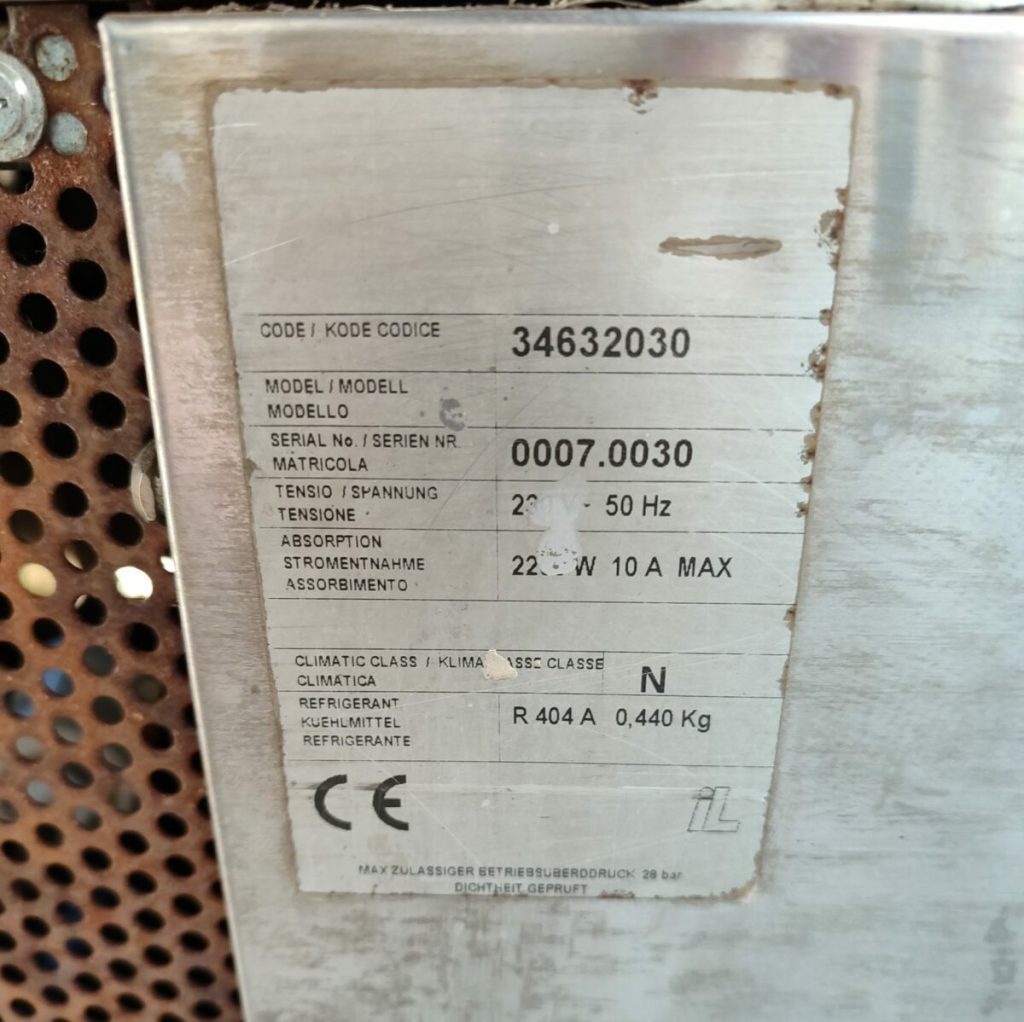 CODE / KODE CODICE 34632030
MODEL / MODELL
MODELLO
SERIAL No. / SERIEN NR.
MATRICOLA 0007.0030
TENSIO / SPANNUNG
TENSIONE 50 Hz
ABSORPTION
STROMENTNAHME W 10 A MAX
ASSORBIMENTO
CLIMATIC CLASS / CLASSE
CLIMATICA N
REFRIGERANT
KUEHLMITTEL R 404 A 0,440 Kg
REFRIGERANTE
CE iL
MAX ZULASSIGER BETRIEBSUBERDDRUCK 28 bar
DICHTHEIT GEPRUFT